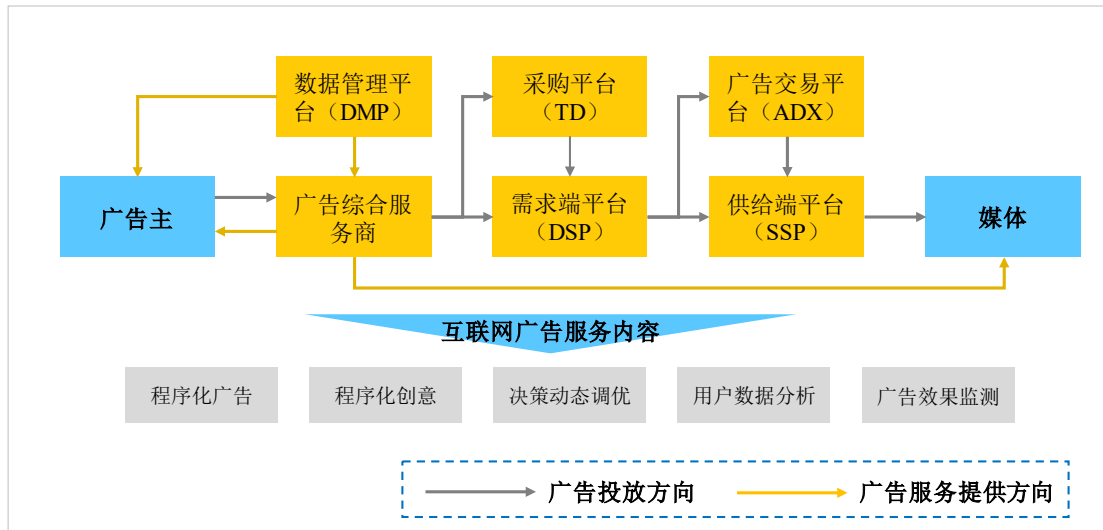 数据管理平
台（DMP）
采购平台
（TD）
广告交易平
台（ADX）
广告主
广告综合服
务商
需求端平台
（DSP）
供给端平台
（SSP）
媒体
互联网广告服务内容
程序化广告
程序化创意
决策动态调优
用户数据分析
广告效果监测
广告投放方向
广告服务提供方向